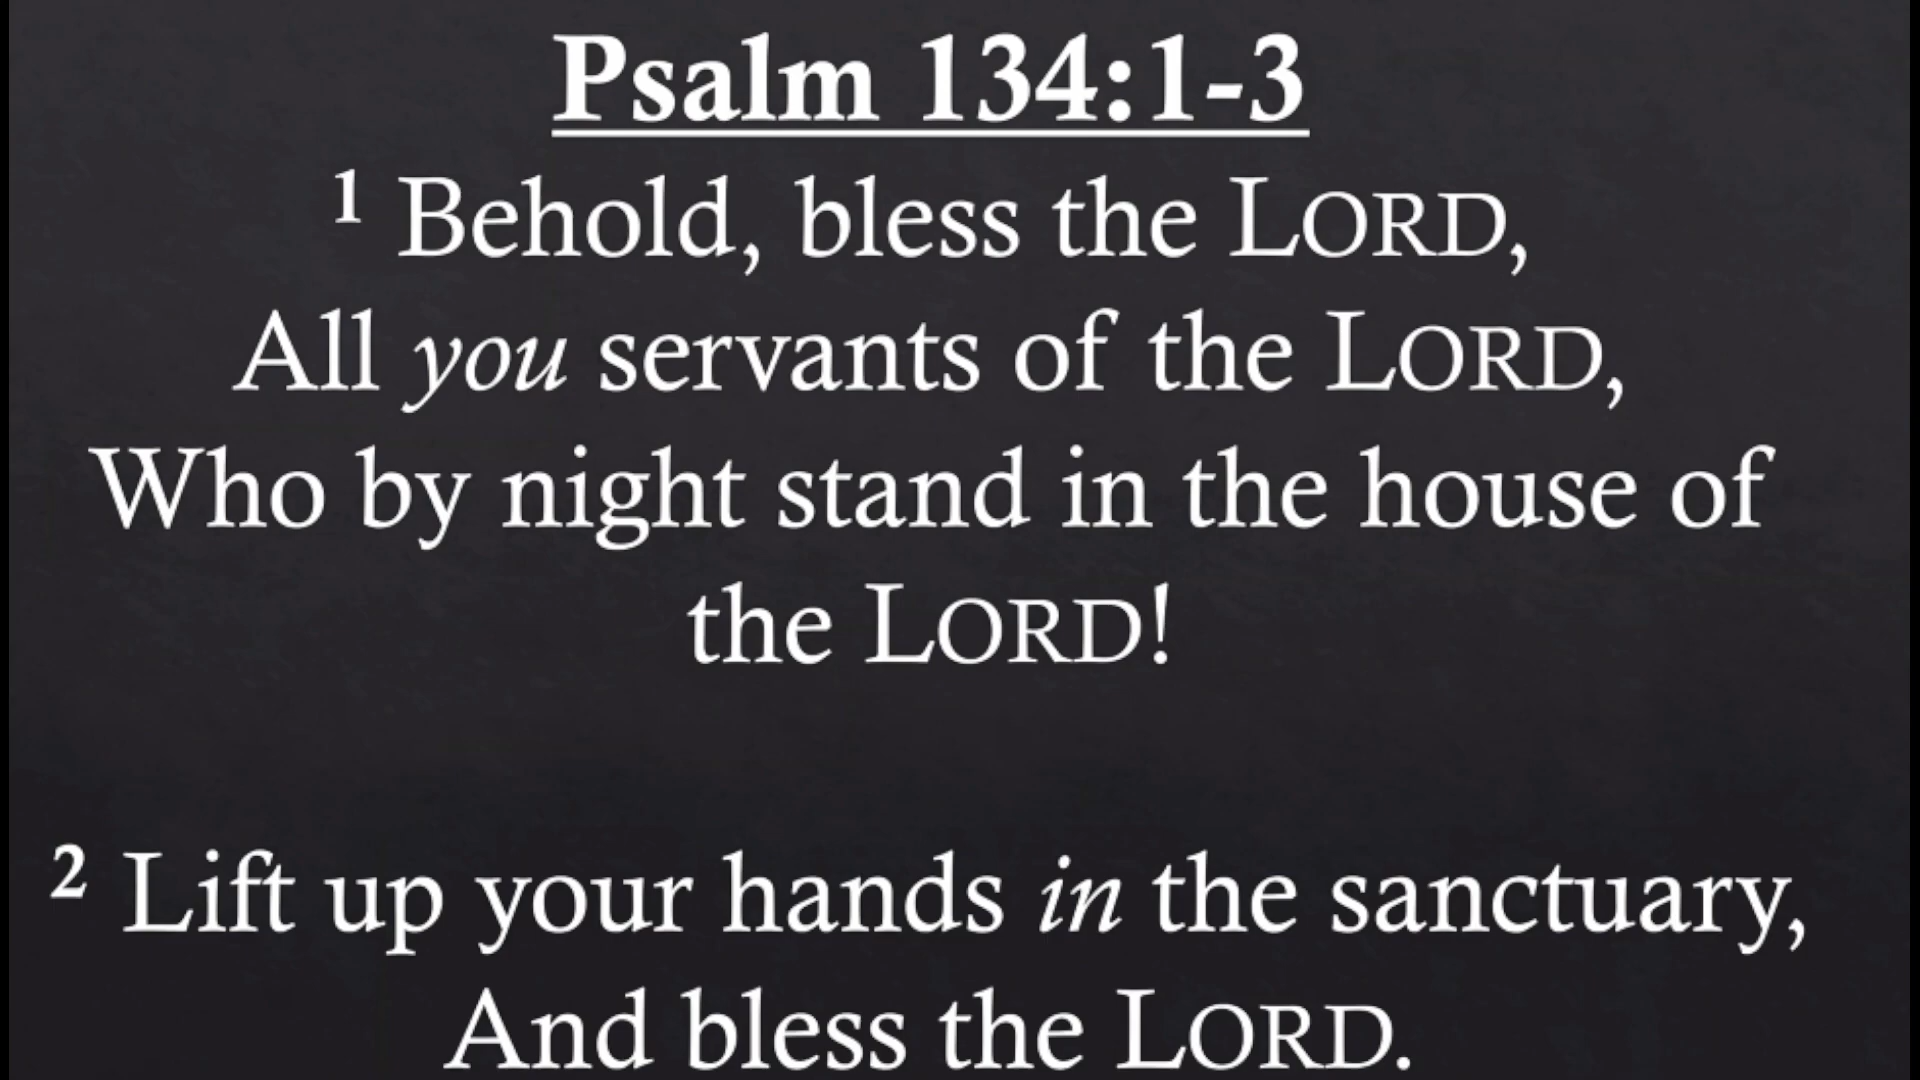 Psalm 134:1-3
1 Behold, bless the LORD,
All you servants of the LORD,
Who by night stand in the house of
the LORD!
2 Lift up your hands in the sanctuary,
And bless the LORD.